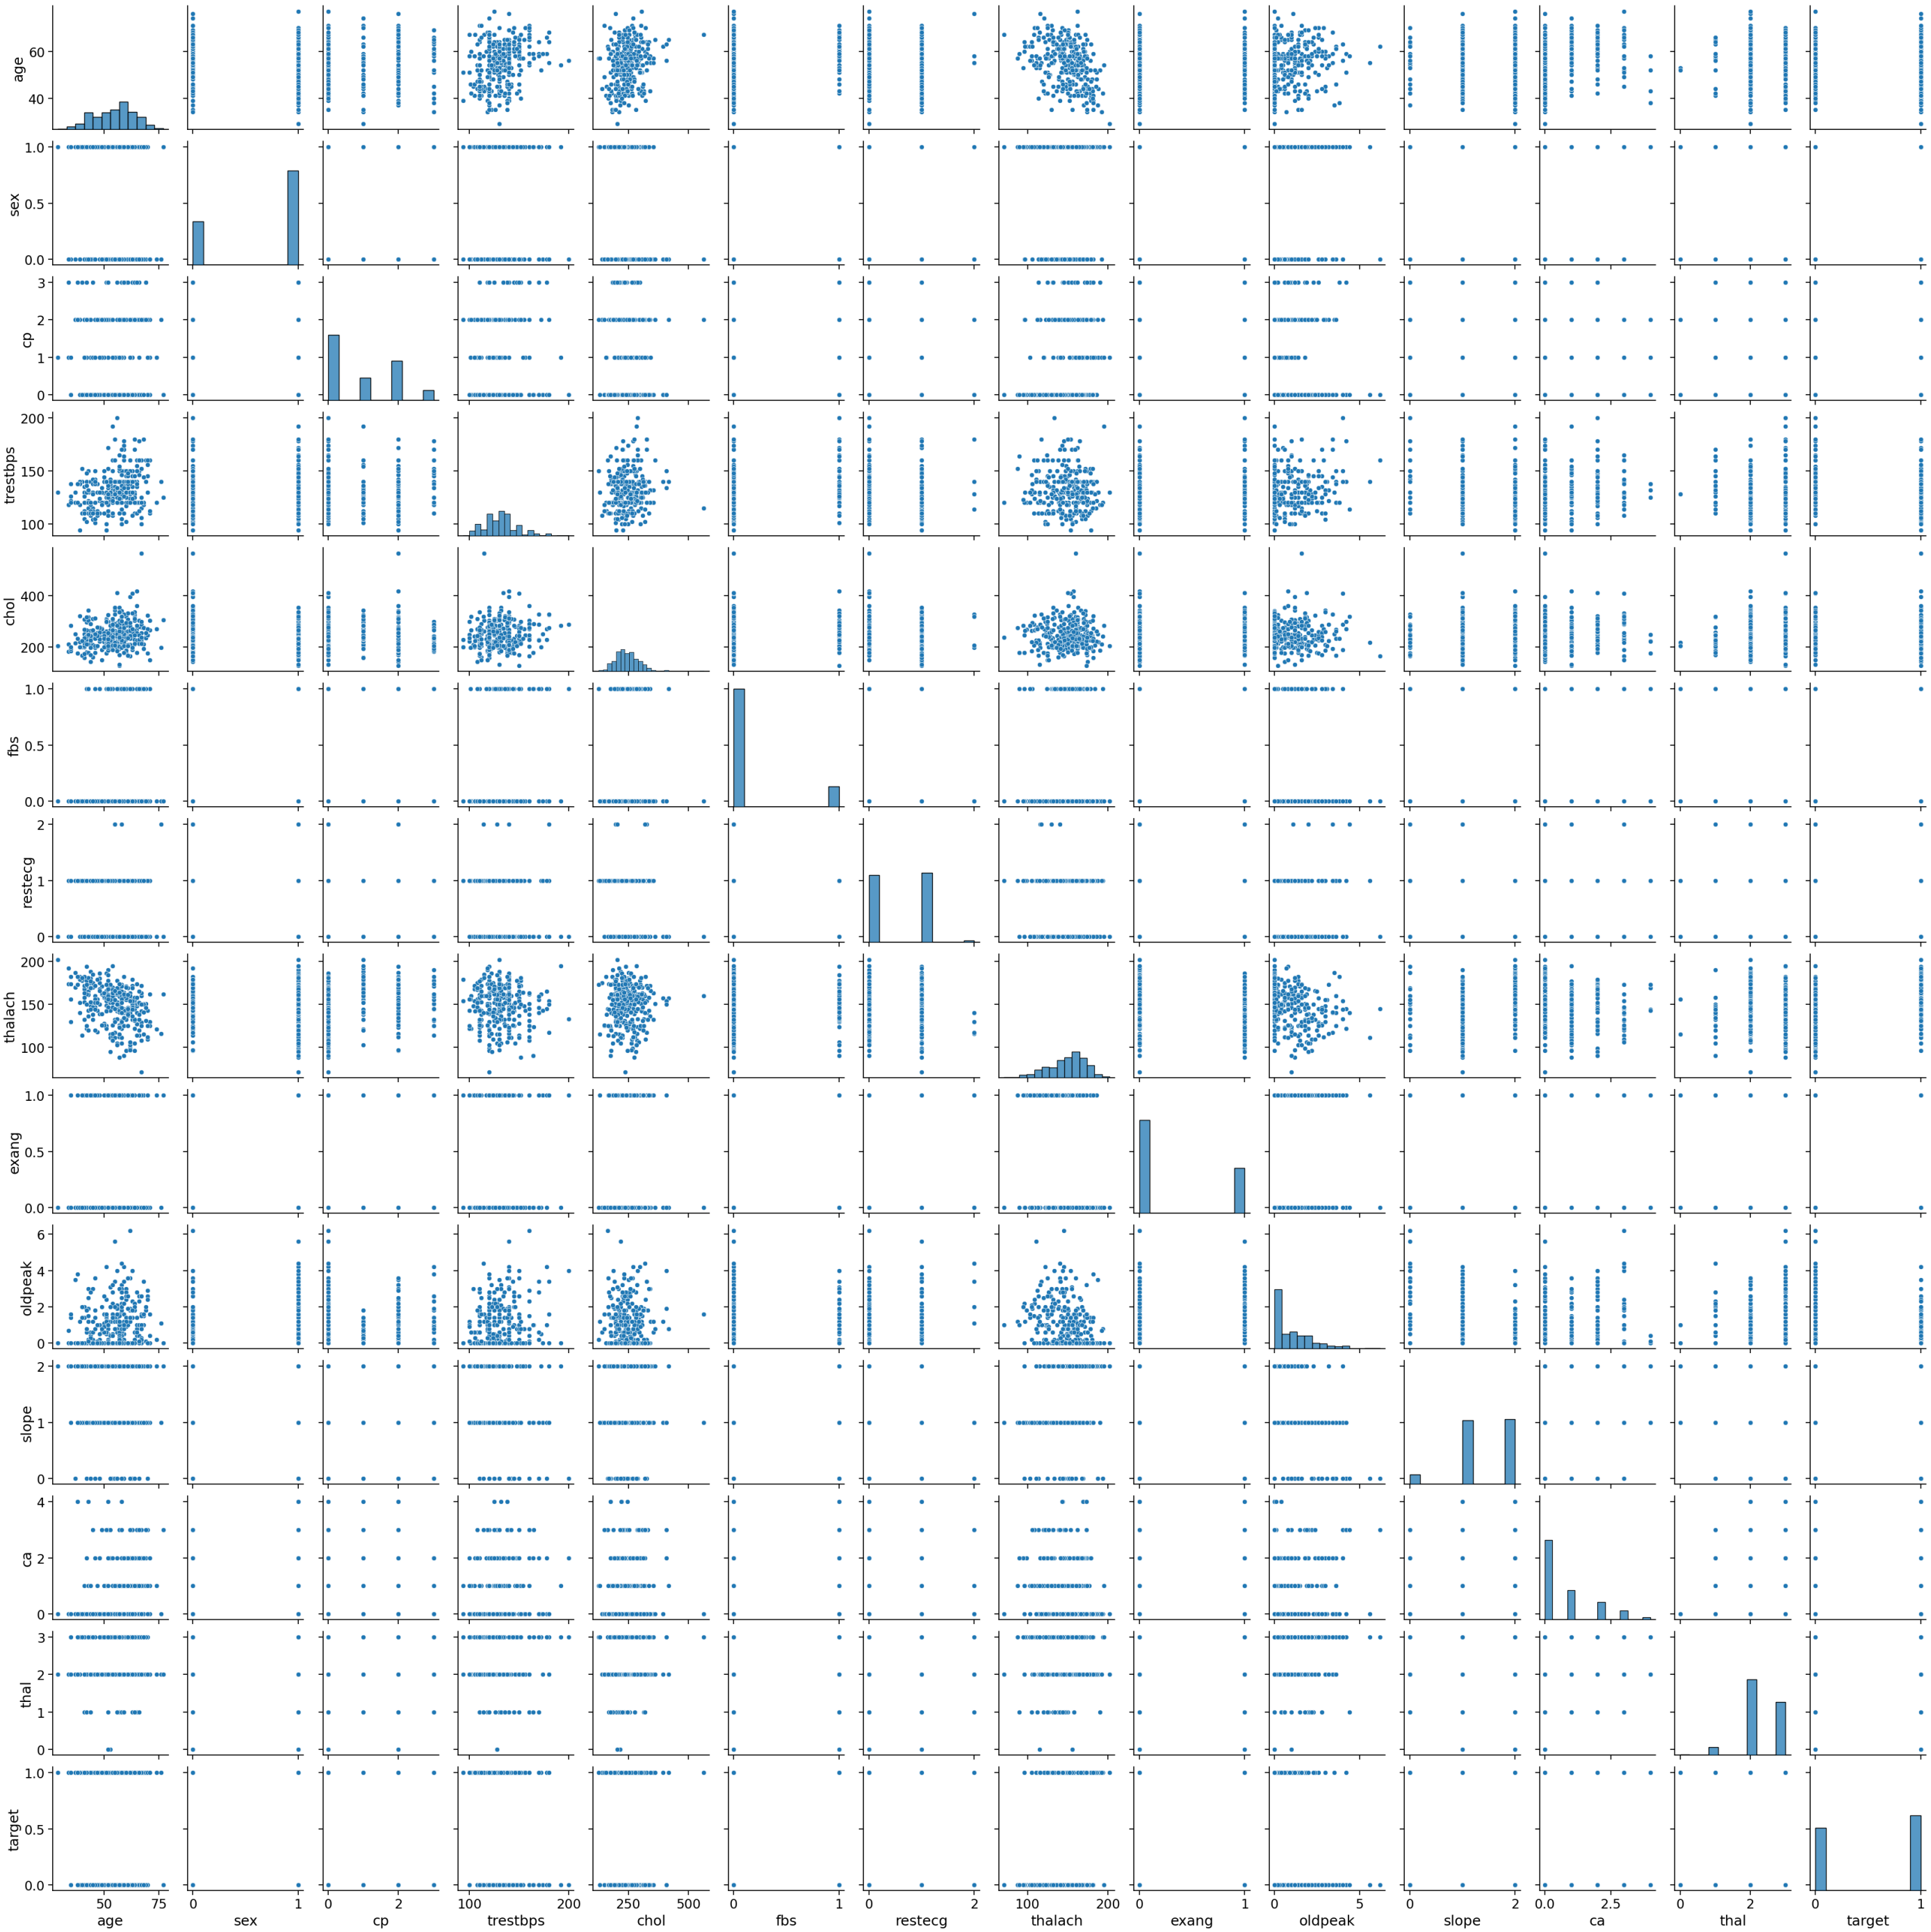 age
60
40
sex
1.0
0.5
0.0
cp
3
2
1
0
trestbps
200
150
100
chol
400
200
fbs
1.0
0.5
0.0
restecg
2
1
0
thalach
200
150
100
exang
1.0
0.5
0.0
oldpeak
6
4
2
0
slope
2
1
0
ca
4
2
0
thal
3
2
1
0
target
1.0
0.5
0.0
50 75 0 1 0 2 100 200 250 500 0 1 0 2 100 200 0 1 0 5 0 2 0.0 2.5 0 2 0 1
age sex cp trestbps chol fbs restecg thalach exang oldpeak slope ca thal target